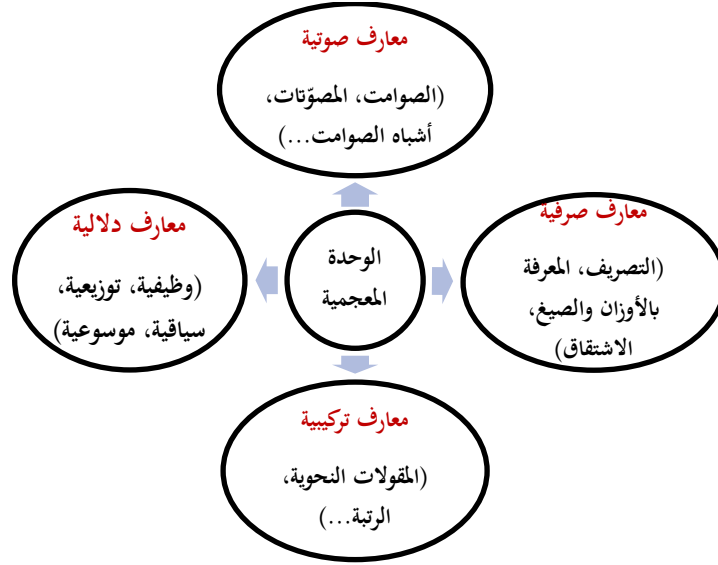 معارف صوتية
(الصوامت، المصوّتات،
أشباه الصوامت...)
معارف صرفية
(التصريف، المعرفة
بالأوزان والصيغ،
الاشتقاق)
الوحدة
المعجمية
معارف دلالية
(وظيفية، توزيعية،
سياقية، موسوعية)
معارف تركيبية
(المقولات النحوية،
الرتبة...)